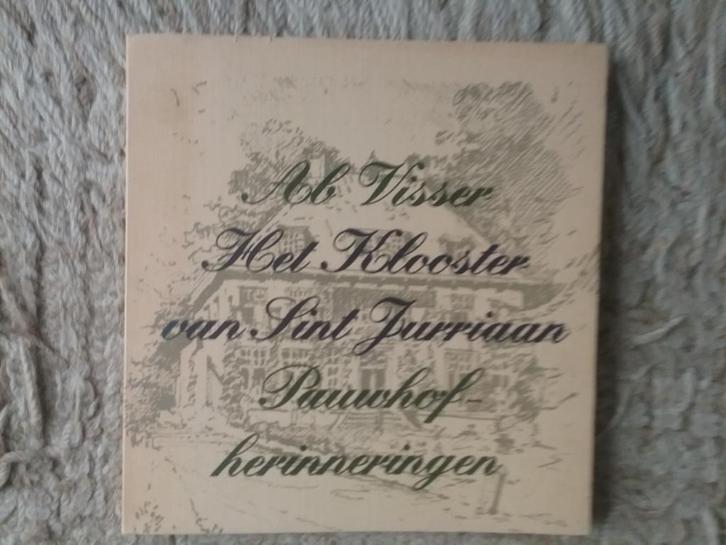 Ab Visser
Het Klooster
van Sint Jurriaan
Pauwhof-
herinneringen